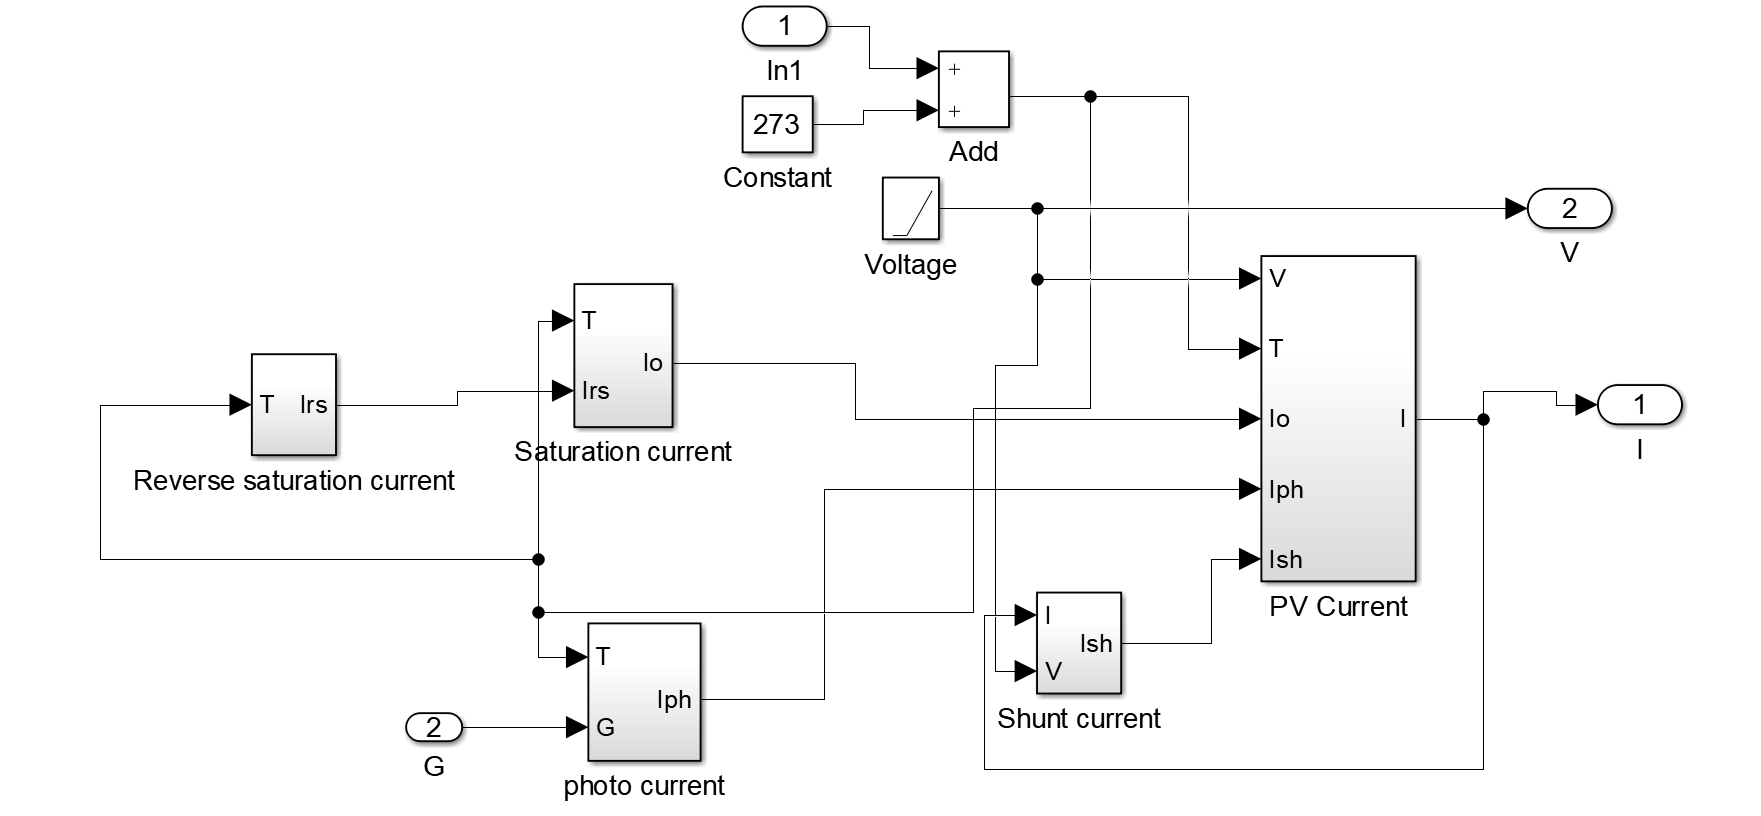 1
In1
273
Constant
+
+
Add
Voltage
2
V
V
T
Io
Iph
Ish
I
PV Current
1
I
T
Irs
Io
Saturation current
T Irs
Reverse saturation current
I
V
Ish
Shunt current
T
G
Iph
photo current
2
G